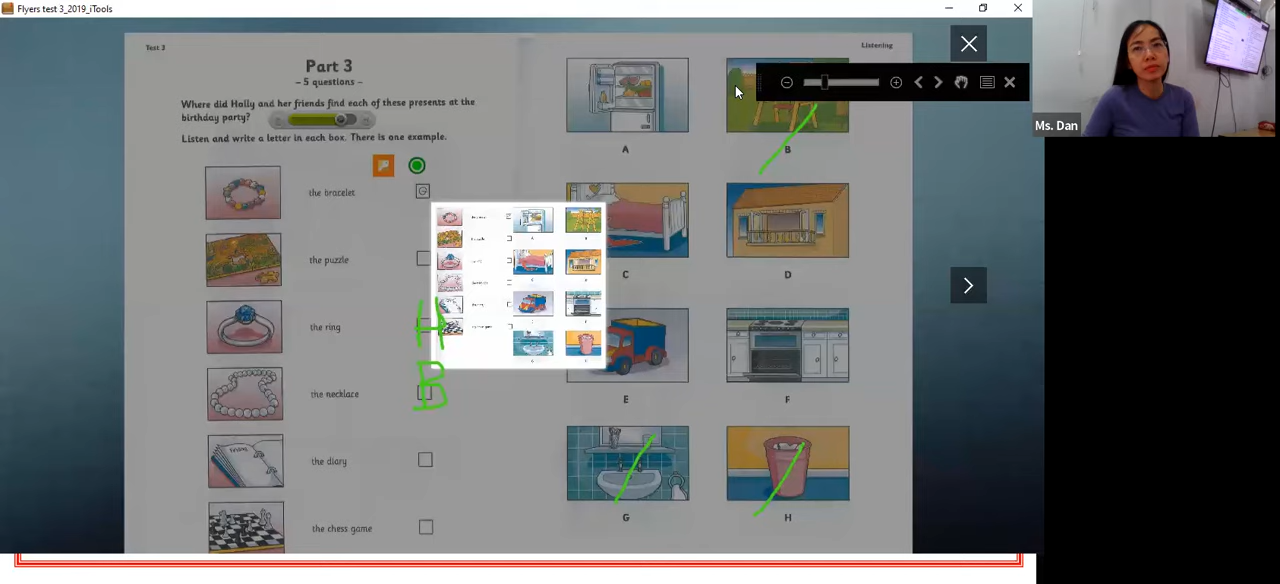 Flyers test 3_2019_iTools
Test 3
Listening
Part 3
– 5 questions –
Where did Holly and her friends find each of these presents at the
birthday party?
Listen and write a letter in each box. There is one example.
the bracelet
G
the puzzle
the ring
H
the necklace
B
the diary
the chess game
A
B
C
D
E
F
G
H
Ms. Dan